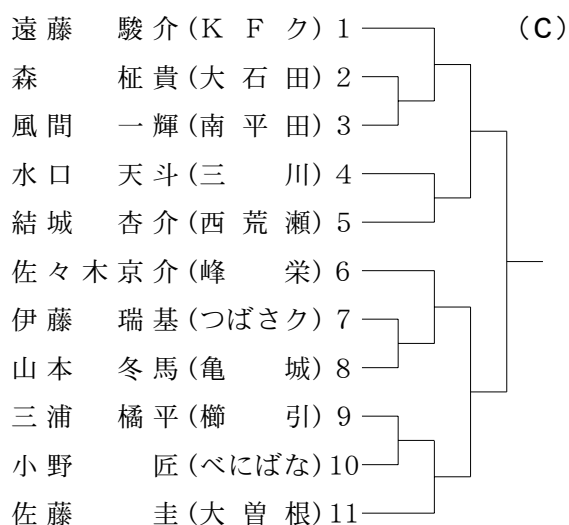 遠藤 駿介 (KFク) 1 (C)
森 柾貴 (大石田) 2
風間 一輝 (南平田) 3
水口 天斗 (三川) 4
結城 杏介 (西荒瀬) 5
佐々木京介 (峰栄) 6
伊藤 瑞基 (つばさク) 7
山本 冬馬 (亀城) 8
三浦 橘平 (櫛引) 9
小野 匠 (べにばな) 10
佐藤 圭 (大曽根) 11